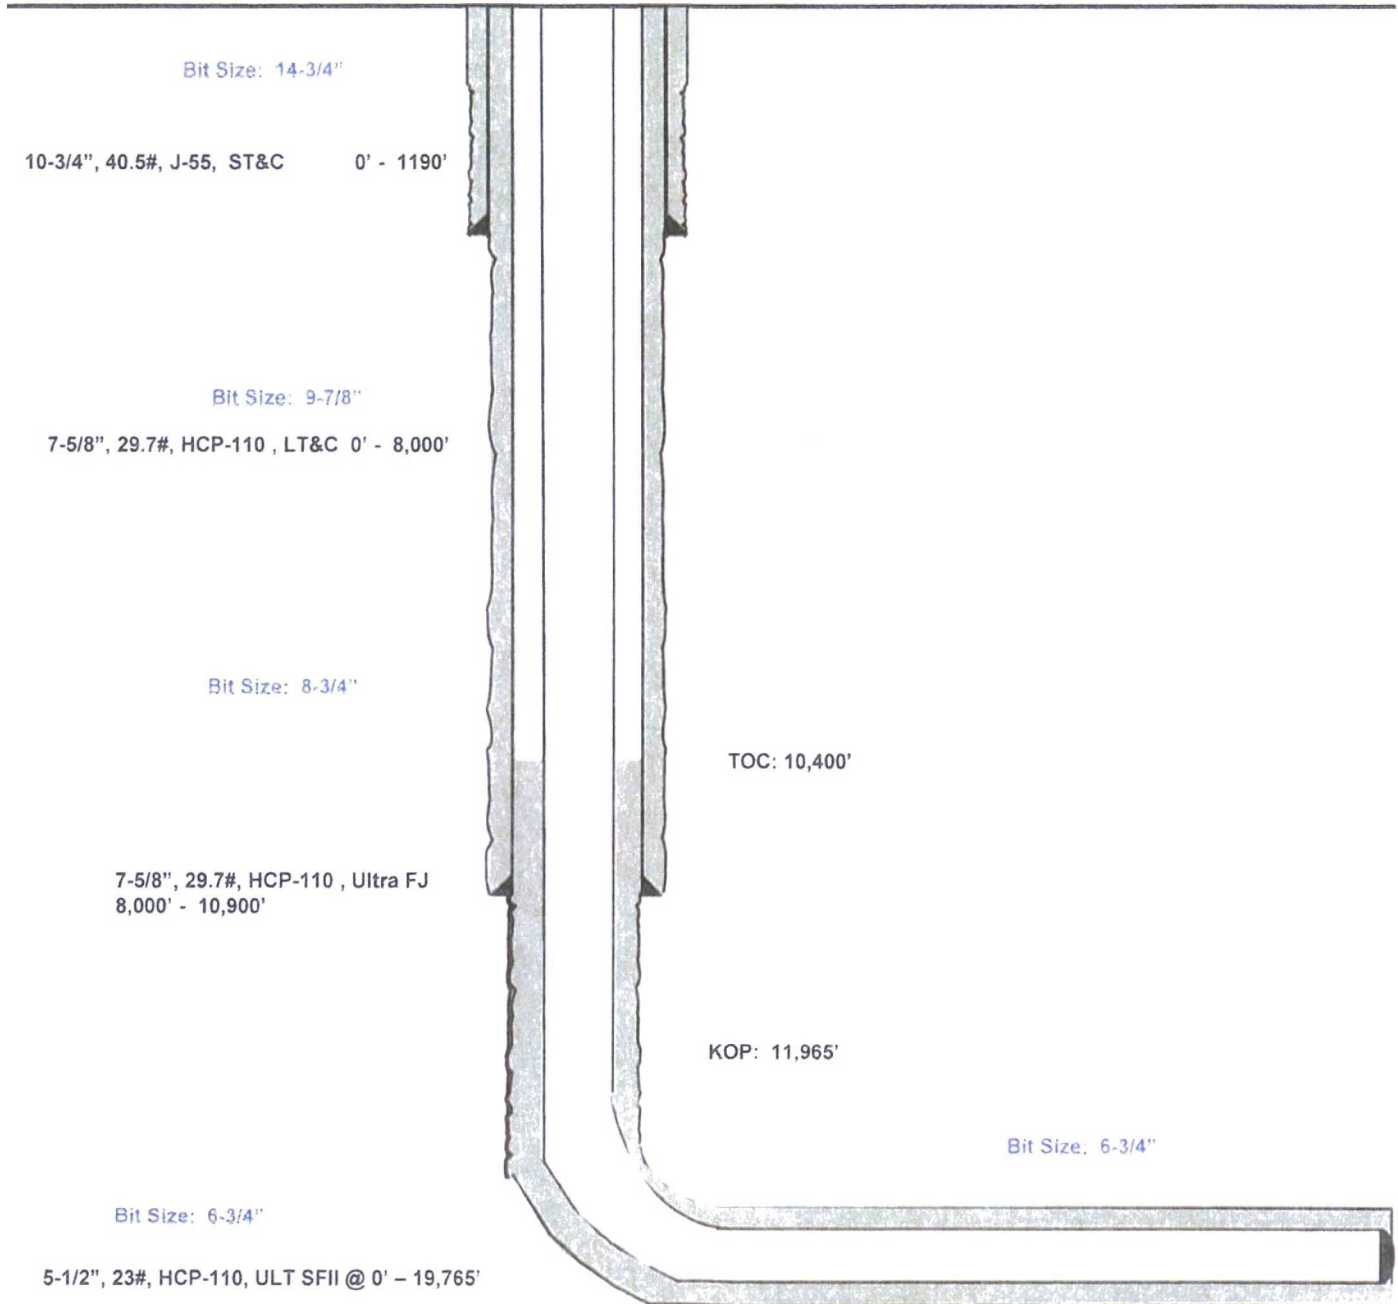 Bit Size: 14-3/4"
10-3/4", 40.5#, J-55, ST&C 0' - 1190'
Bit Size: 9-7/8"
7-5/8", 29.7#, HCP-110 , LT&C 0' - 8,000'
Bit Size: 8-3/4"
TOC: 10,400'
7-5/8", 29.7#, HCP-110 , Ultra FJ
8,000' - 10,900'
KOP: 11,965'
Bit Size: 6-3/4"
Bit Size: 6-3/4"
5-1/2", 23#, HCP-110, ULT SFII @ 0' – 19,765'